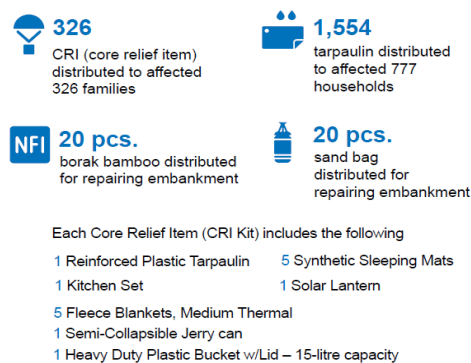 326
CRI (core relief item)
distributed to affected
326 families
1,554
tarpaulin distributed
to affected 777
households
NFI
20 pcs.
borak bamboo distributed
for repairing embankment
20 pcs.
sand bag
distributed for
repairing embankment
Each Core Relief Item (CRI Kit) includes the following
1 Reinforced Plastic Tarpaulin
5 Synthetic Sleeping Mats
1 Kitchen Set
1 Solar Lantern
5 Fleece Blankets, Medium Thermal
1 Semi-Collapsible Jerry can
1 Heavy Duty Plastic Bucket w/Lid – 15-litre capacity